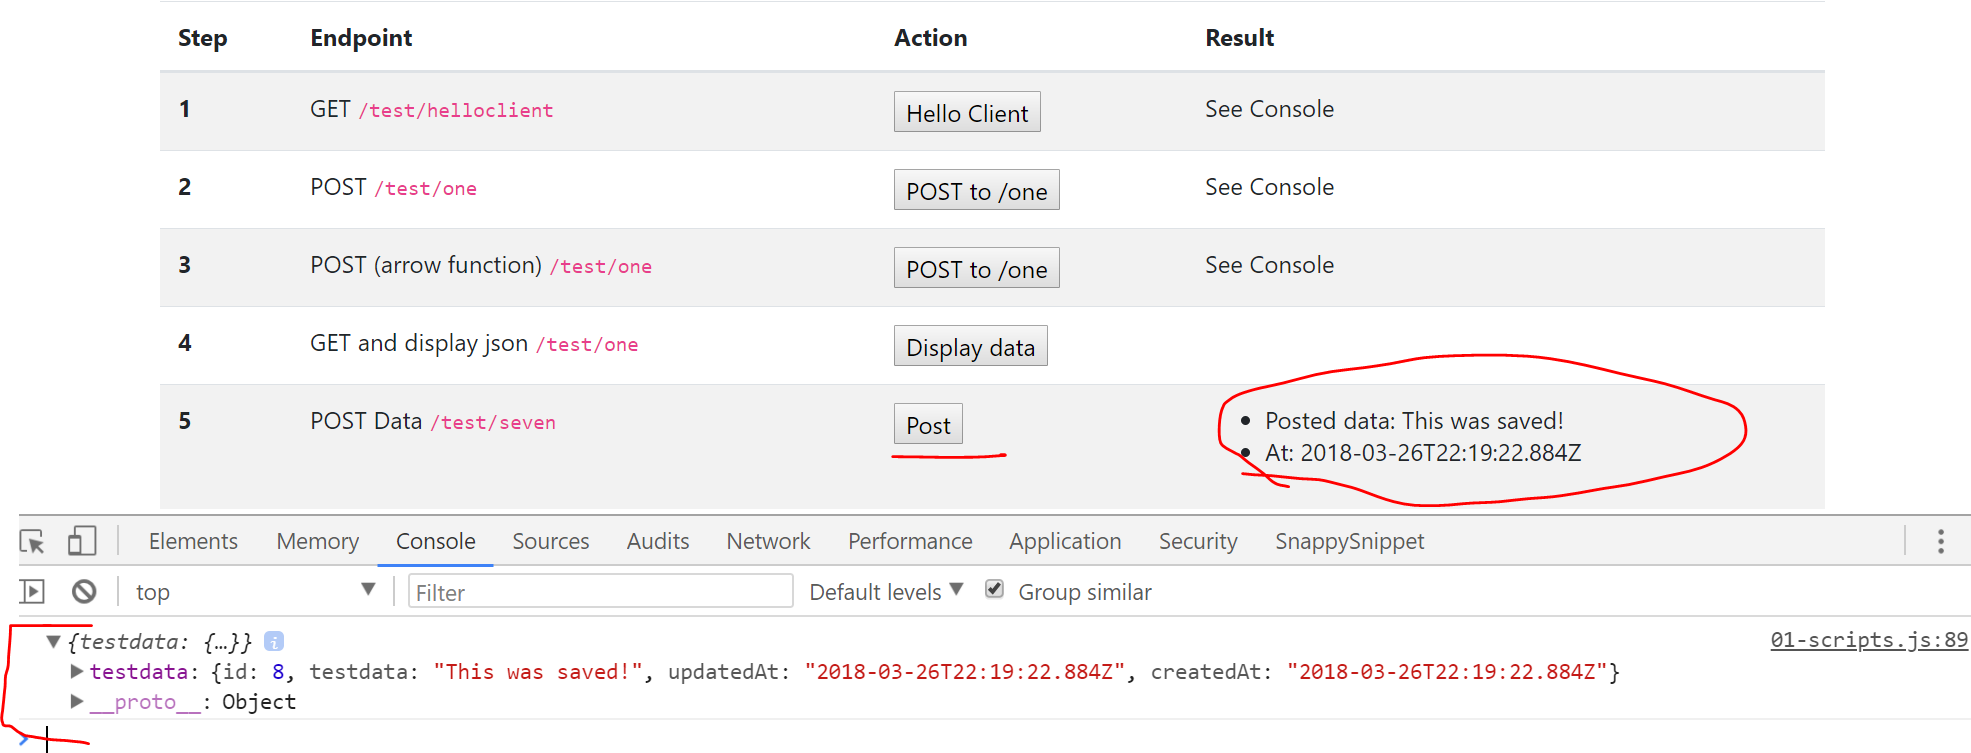 Step Endpoint Action Result
1 GET /test/helloclient Hello Client See Console
2 POST /test/one POST to /one See Console
3 POST (arrow function) /test/one POST to /one See Console
4 GET and display json /test/one Display data
5 POST Data /test/seven Post • Posted data: This was saved!
• At: 2018-03-26T22:19:22.884Z
Elements Memory Console Sources Audits Network Performance Application Security SnappySnippet
top Filter Default levels Group similar
{testdata: {…}} i 01-scripts.js:89
testdata: {id: 8, testdata: "This was saved!", updatedAt: "2018-03-26T22:19:22.884Z", createdAt: "2018-03-26T22:19:22.884Z"}
__proto__: Object